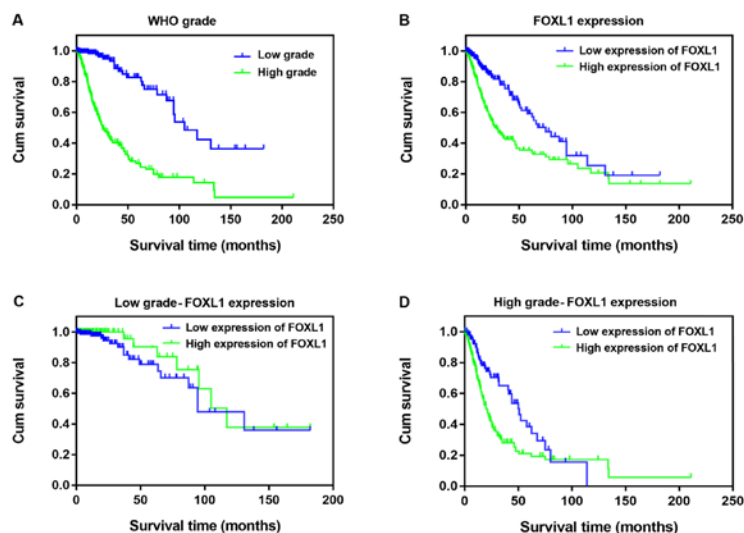 A
WHO grade
Low grade
High grade
Cum survival
1.0
0.8
0.6
0.4
0.2
0.0
0 50 100 150 200 250
Survival time (months)
B
FOXL1 expression
Low expression of FOXL1
High expression of FOXL1
Cum survival
1.0
0.8
0.6
0.4
0.2
0.0
0 50 100 150 200 250
Survival time (months)
C
Low grade-FOXL1 expression
Low expression of FOXL1
High expression of FOXL1
Cum survival
1.0
0.8
0.6
0.4
0.2
0.0
0 50 100 150 200
Survival time (months)
D
High grade-FOXL1 expression
Low expression of FOXL1
High expression of FOXL1
Cum survival
1.0
0.8
0.6
0.4
0.2
0.0
0 50 100 150 200 250
Survival time (months)